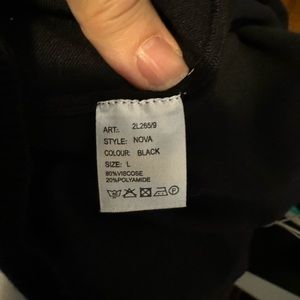 ART.: 2L265/9
STYLE: NOVA
COLOUR: BLACK
SIZE: L
80%VISCOSE
20%POLYAMIDE